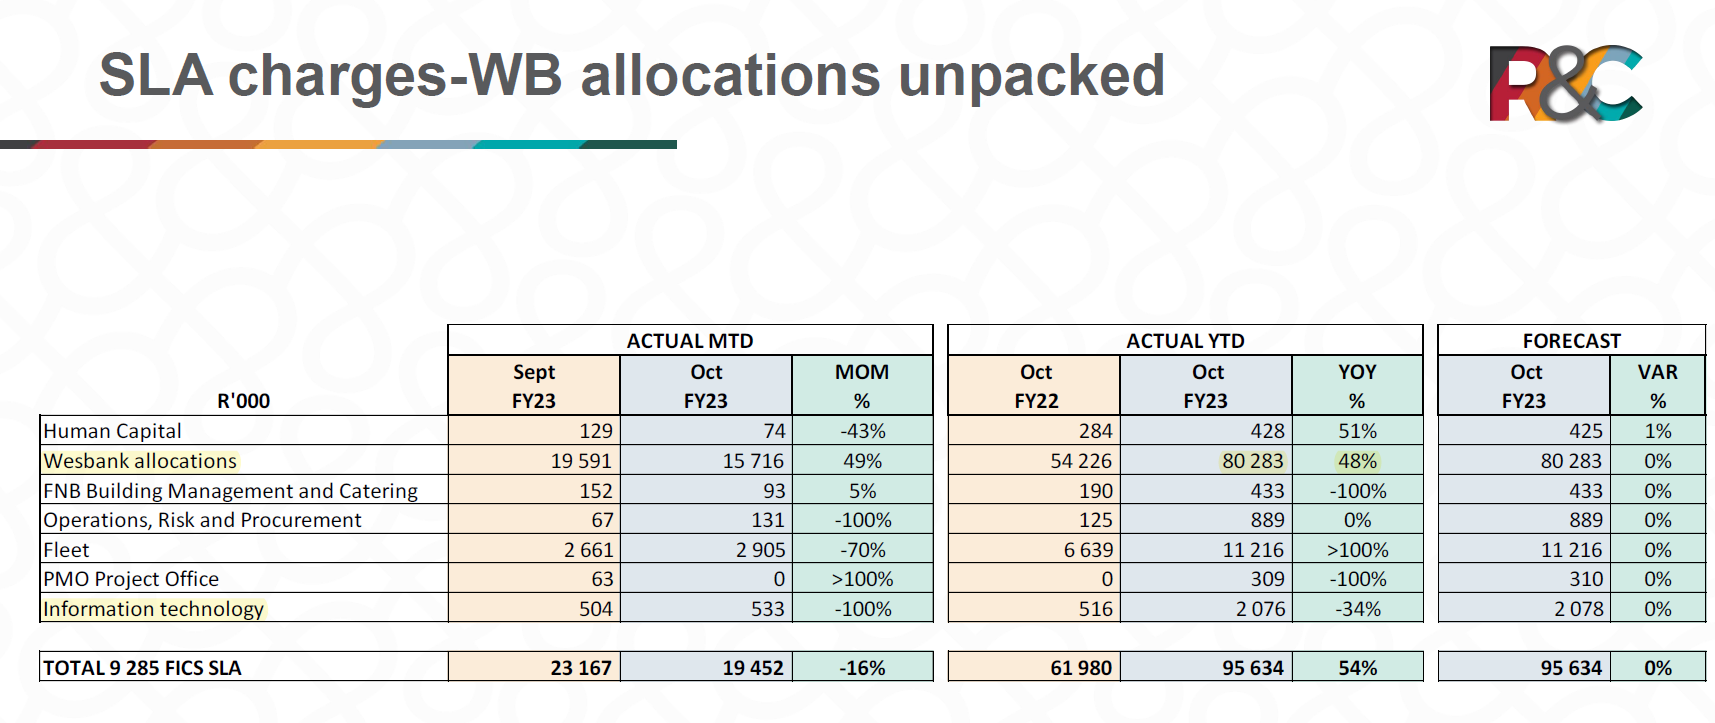 SLA charges-WB allocations unpacked
R&C
ACTUAL MTD ACTUAL YTD FORECAST
Sept Oct MOM Oct Oct YOY Oct VAR
R'000 FY23 FY23 % FY22 FY23 % FY23 %
Human Capital 129 74 -43% 284 428 51% 425 1%
Wesbank allocations 19 591 15 716 49% 54 226 80 283 48% 80 283 0%
FNB Building Management and Catering 152 93 5% 190 433 -100% 433 0%
Operations, Risk and Procurement 67 131 -100% 125 889 0% 889 0%
Fleet 2 661 2 905 -70% 6 639 11 216 >100% 11 216 0%
PMO Project Office 63 0 >100% 0 309 -100% 310 0%
Information technology 504 533 -100% 516 2 076 -34% 2 078 0%
TOTAL 9 285 FICS SLA 23 167 19 452 -16% 61 980 95 634 54% 95 634 0%